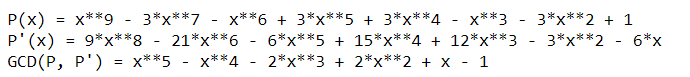 P(x) = x**9 - 3*x**7 - x**6 + 3*x**5 + 3*x**4 - x**3 - 3*x**2 + 1
P'(x) = 9*x**8 - 21*x**6 - 6*x**5 + 15*x**4 + 12*x**3 - 3*x**2 - 6*x
GCD(P, P') = x**5 - x**4 - 2*x**3 + 2*x**2 + x - 1